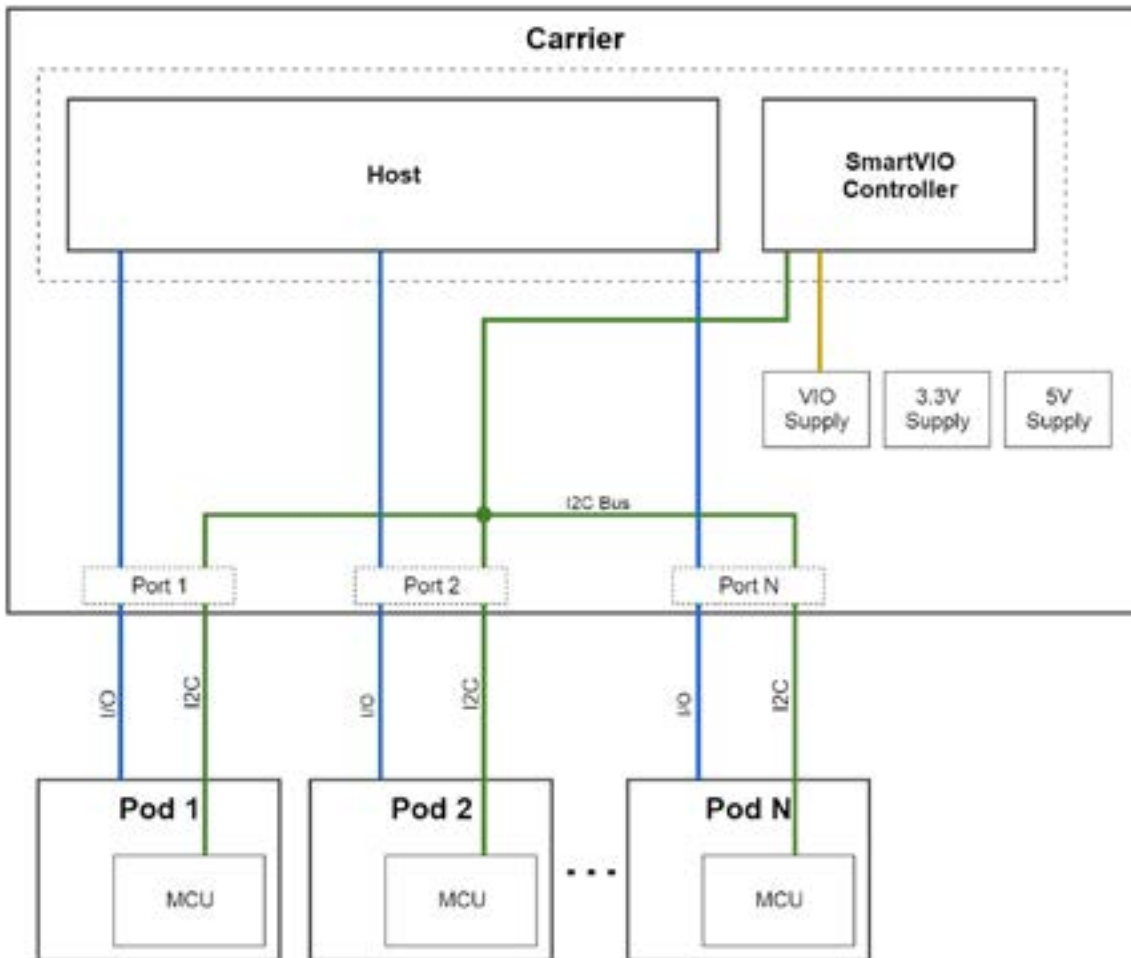 Carrier
Host
SmartVIO
Controller
VIO
Supply
3.3V
Supply
5V
Supply
I2C Bus
Port 1
Port 2
Port N
I/O
I2C
I/O
I2C
I/O
I2C
Pod 1
Pod 2
Pod N
MCU
MCU
...
MCU